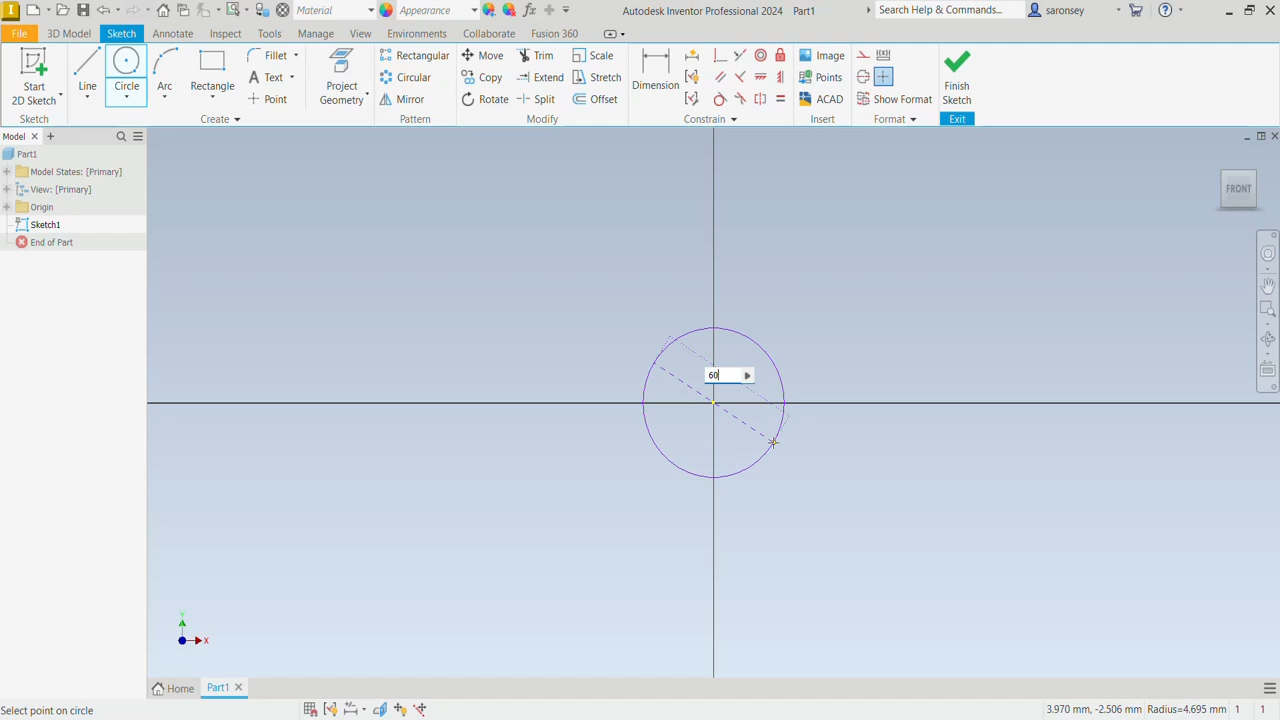 Material
Appearance
fx
Autodesk Inventor Professional 2024 Part1
Search Help & Commands...
saronsey
File 3D Model Sketch Annotate Inspect Tools Manage View Environments Collaborate Fusion 360
Start
2D Sketch
Line
Circle
Arc
Rectangle
Fillet
Text
Point
Project
Geometry
Rectangular
Circular
Mirror
Move
Copy
Rotate
Trim
Extend
Split
Scale
Stretch
Offset
Dimension
Image
Points
ACAD
Show Format
Finish
Sketch
Sketch Create Pattern Modify Constrain Insert Format Exit
Model
Part1
Model States: [Primary]
View: [Primary]
Origin
Sketch1
End of Part
FRONT
60
Y
X
Home Part1
Select point on circle
3.970 mm, -2.506 mm Radius=4.695 mm 1 1